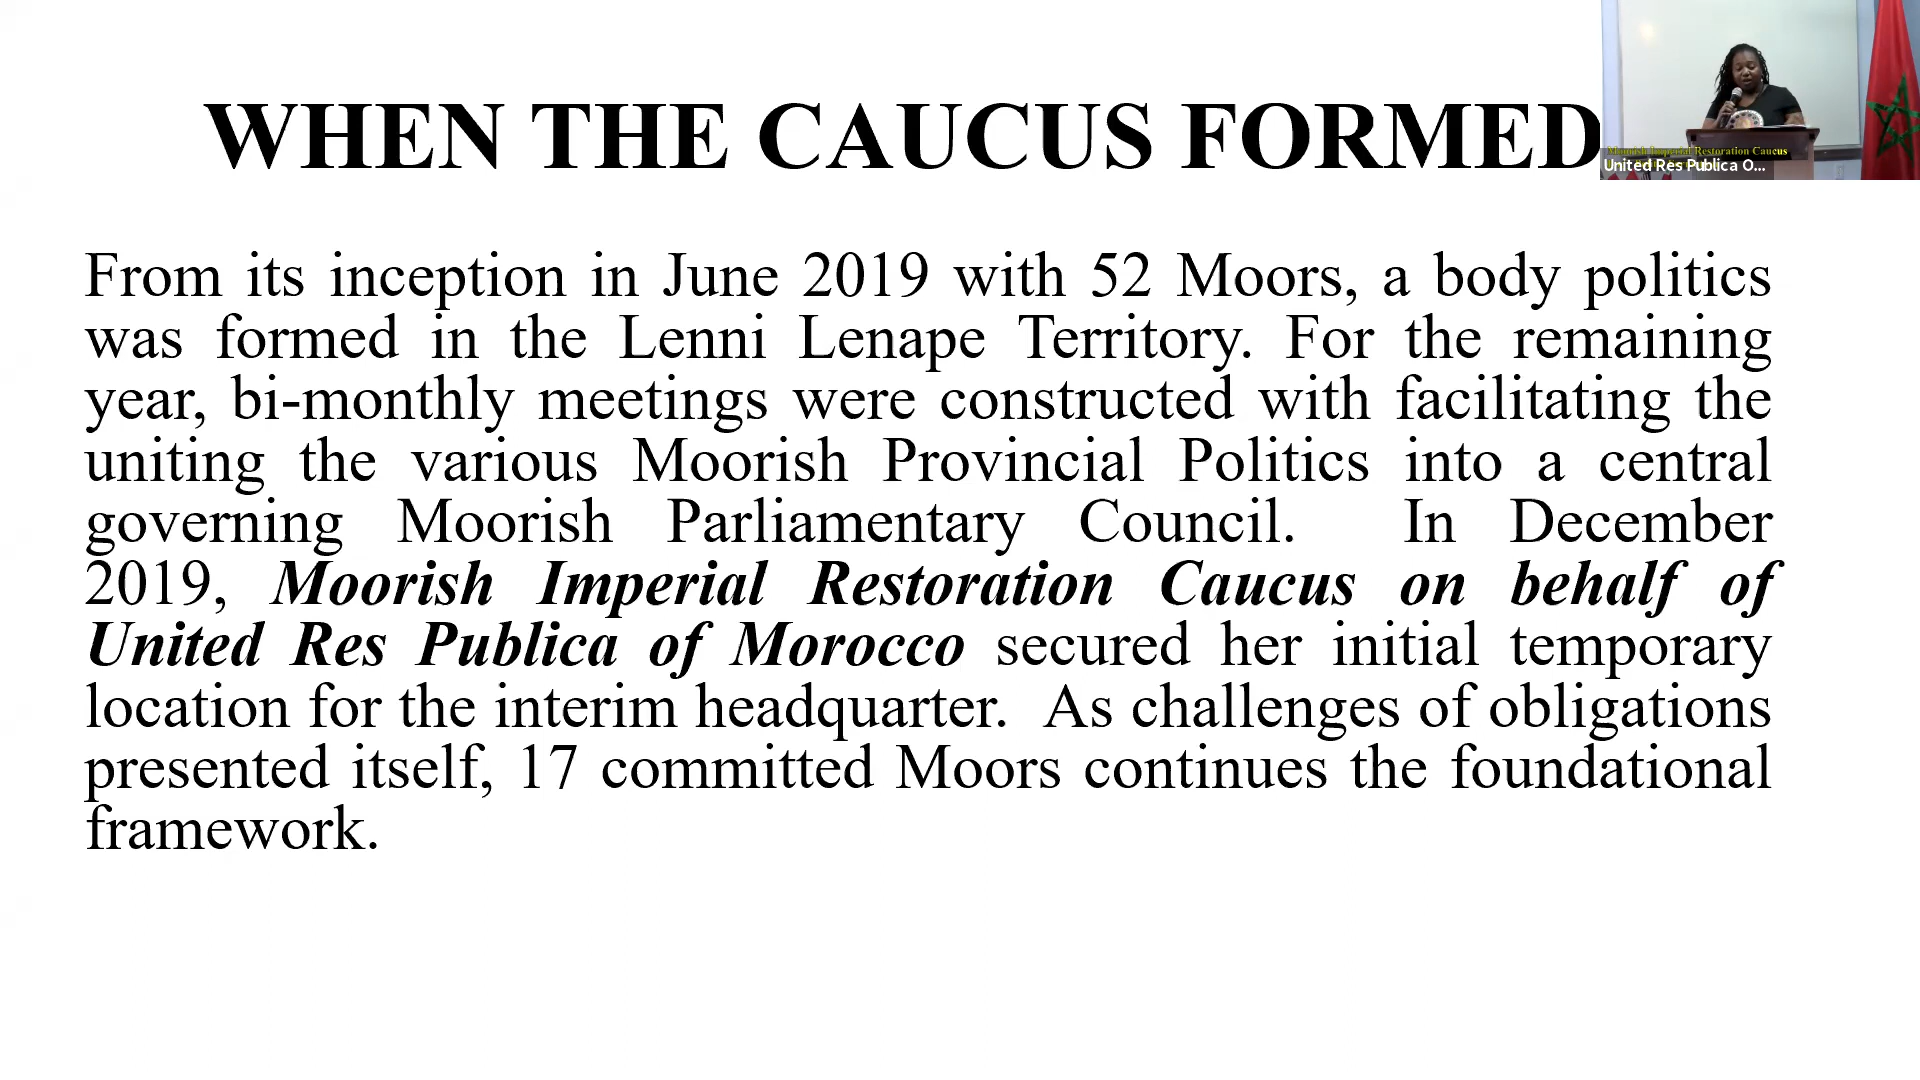 WHEN THE CAUCUS FORMED
Moorish Imperial Restoration Caucus
United Res Publica O...
From its inception in June 2019 with 52 Moors, a body politics
was formed in the Lenni Lenape Territory. For the remaining
year, bi-monthly meetings were constructed with facilitating the
uniting the various Moorish Provincial Politics into a central
governing Moorish Parliamentary Council. In December
2019, Moorish Imperial Restoration Caucus on behalf of
United Res Publica of Morocco secured her initial temporary
location for the interim headquarter. As challenges of obligations
presented itself, 17 committed Moors continues the foundational
framework.